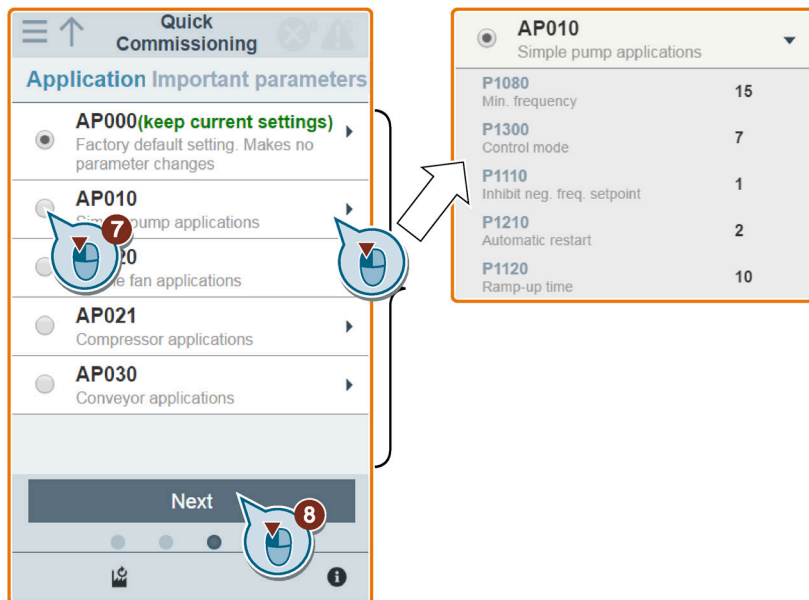 Quick
Commissioning
Application Important parameters
AP000(keep current settings)
Factory default setting. Makes no
parameter changes
AP010
pump applications
7
20
fan applications
AP021
Compressor applications
AP030
Conveyor applications
Next
8
AP010
Simple pump applications
P1080
15
Min. frequency
P1300
7
Control mode
P1110
1
Inhibit neg. freq. setpoint
P1210
2
Automatic restart
P1120
10
Ramp-up time